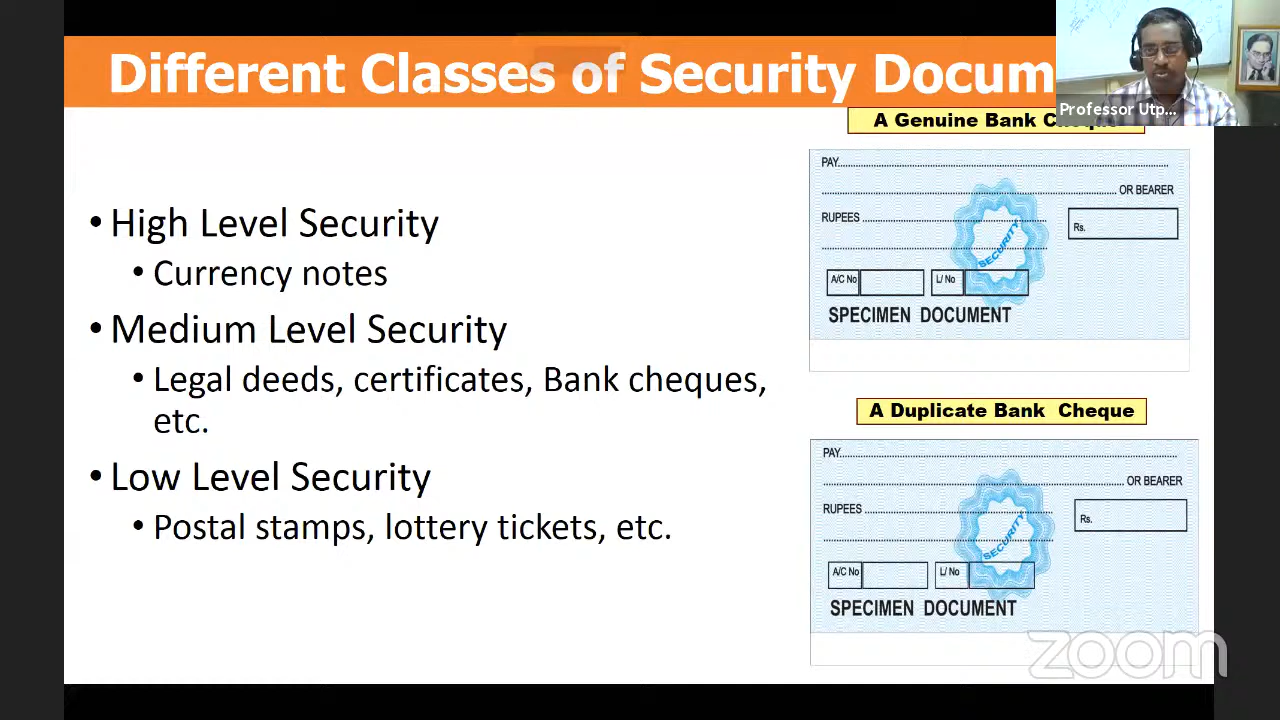 Different Classes of Security Docum
Professor Utp...
A Genuine Bank Cheque
PAY
OR BEARER
RUPEES
Rs.
SECURITY
A/C No
L/ No
SPECIMEN DOCUMENT
• High Level Security
• Currency notes
• Medium Level Security
• Legal deeds, certificates, Bank cheques,
etc.
• Low Level Security
• Postal stamps, lottery tickets, etc.
A Duplicate Bank Cheque
PAY
OR BEARER
RUPEES
Rs.
SECURITY
A/C No
L/ No
SPECIMEN DOCUMENT
zoom